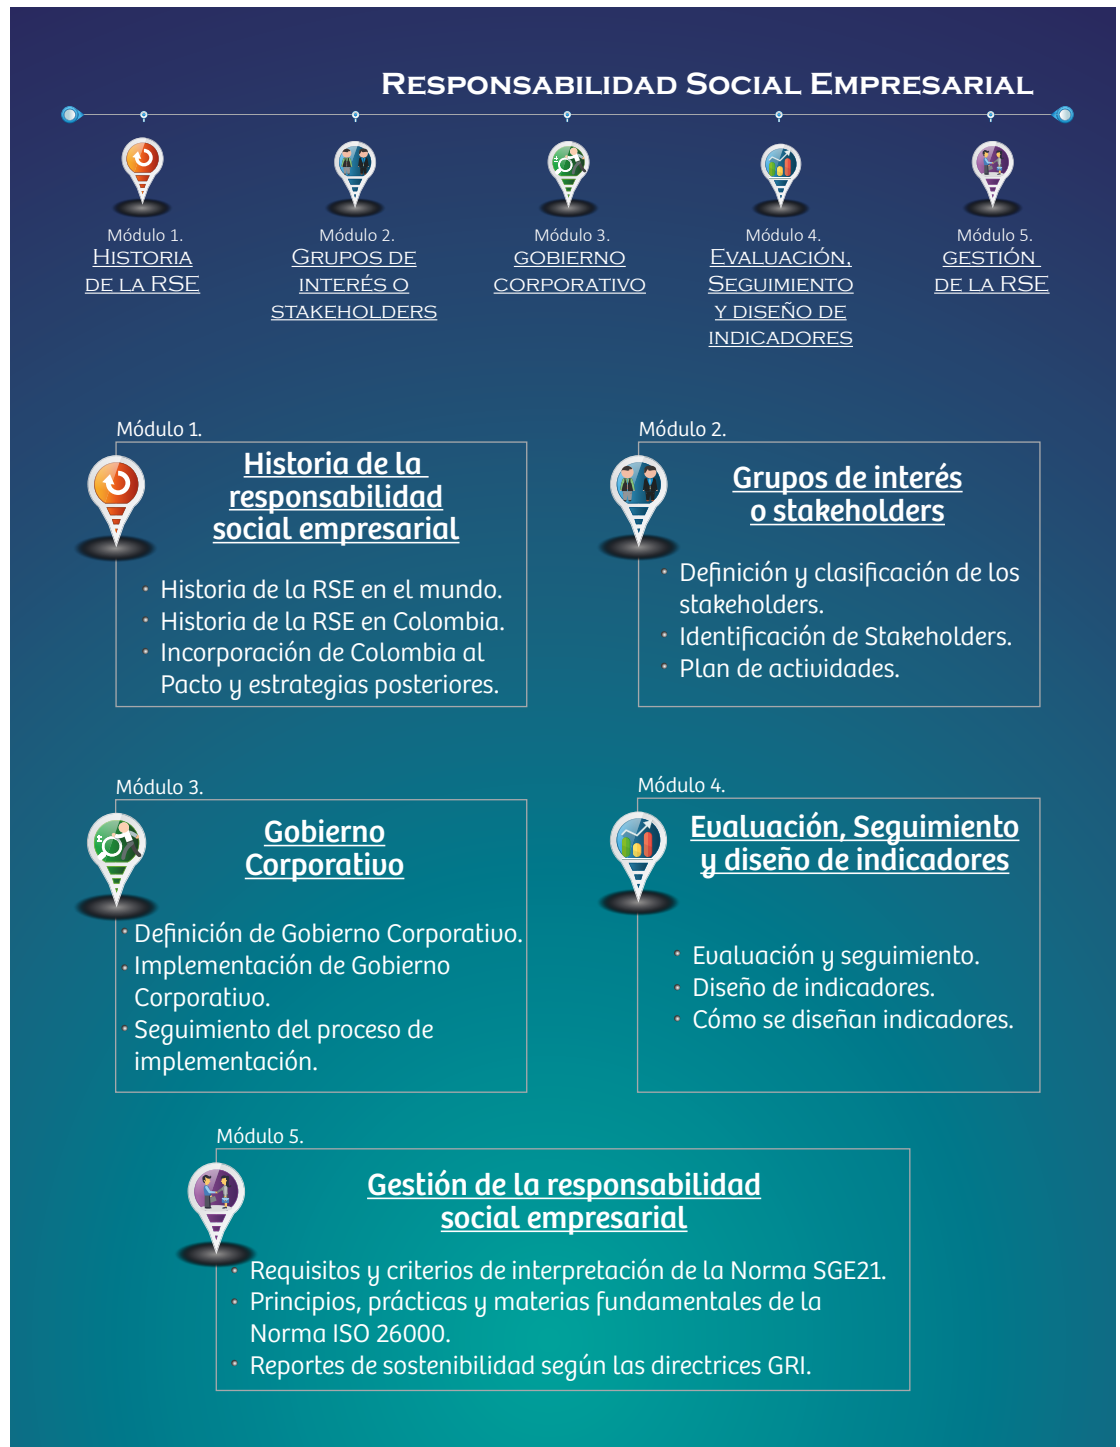 Responsabilidad Social Empresarial
Módulo 1.
Historia
de la RSE
Módulo 2.
Grupos de
interés o
stakeholders
Módulo 3.
gobierno
corporativo
Módulo 4.
Evaluación,
Seguimiento
y diseño de
indicadores
Módulo 5.
gestión
de la RSE
Módulo 1.
Historia de la
responsabilidad
social empresarial
• Historia de la RSE en el mundo.
• Historia de la RSE en Colombia.
• Incorporación de Colombia al
Pacto y estrategias posteriores.
Módulo 2.
Grupos de interés
o stakeholders
• Definición y clasificación de los
stakeholders.
• Identificación de Stakeholders.
• Plan de actividades.
Módulo 3.
Gobierno
Corporativo
• Definición de Gobierno Corporativo.
• Implementación de Gobierno
Corporativo.
• Seguimiento del proceso de
implementación.
Módulo 4.
Evaluación, Seguimiento
y diseño de indicadores
• Evaluación y seguimiento.
• Diseño de indicadores.
• Cómo se diseñan indicadores.
Módulo 5.
Gestión de la responsabilidad
social empresarial
• Requisitos y criterios de interpretación de la Norma SGE21.
• Principios, prácticas y materias fundamentales de la
Norma ISO 26000.
• Reportes de sostenibilidad según las directrices GRI.